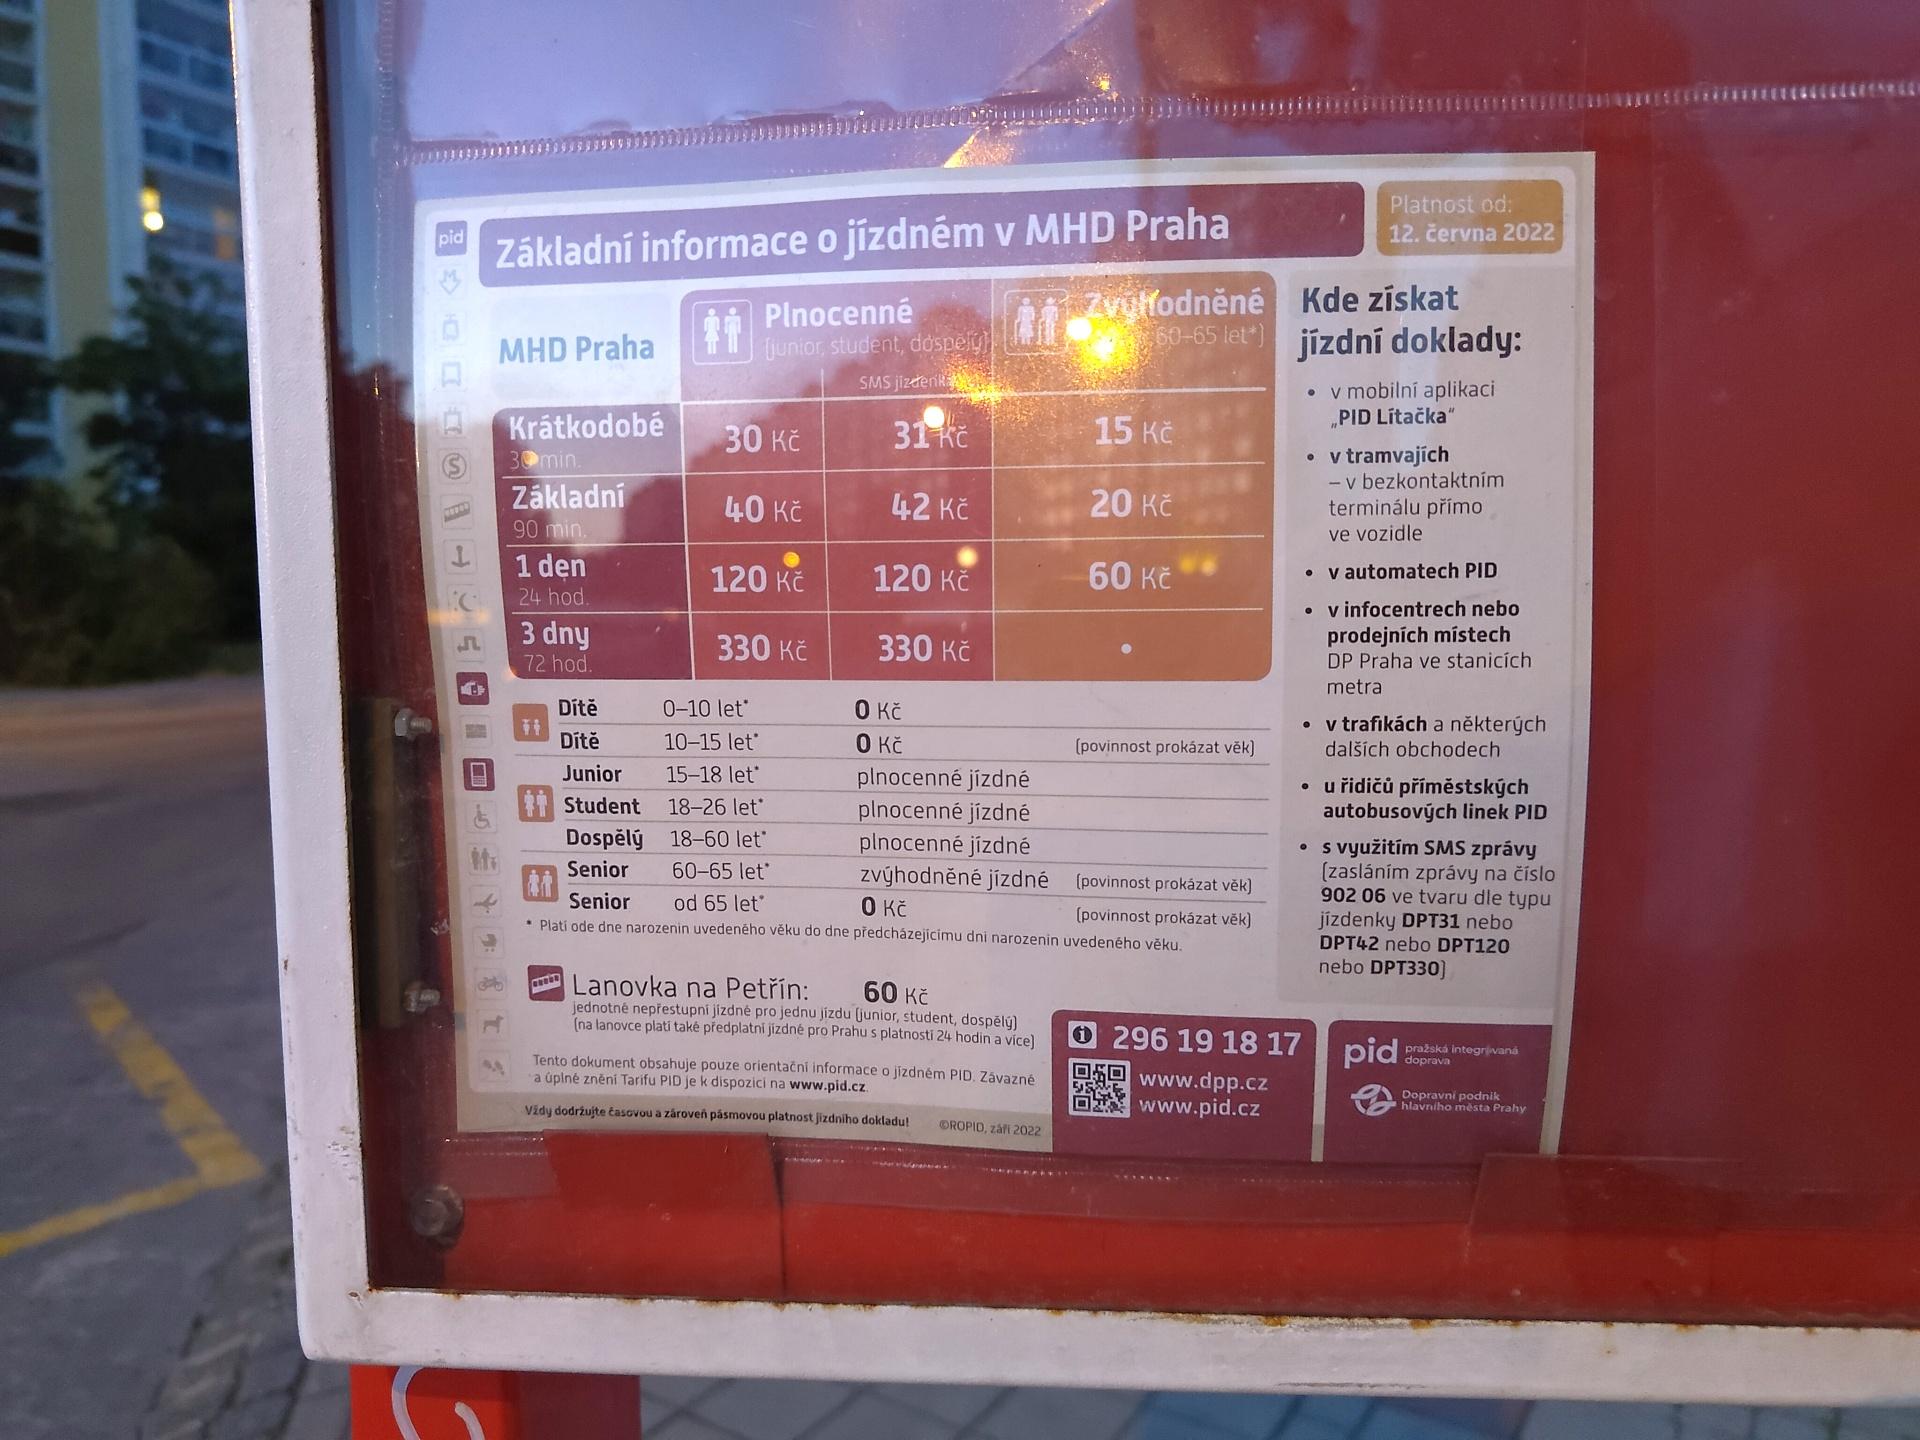 pid
Základní informace o jízdném v MHD Praha
Platnost od:
12. června 2022
MHD Praha
Plnocenné
(junior, student, dospělý)
SMS jízdenka
Zvýhodněné
60–65 let*)
Krátkodobé
30 min.
30 Kč
31 Kč
15 Kč
Základní
90 min.
40 Kč
42 Kč
20 Kč
1 den
24 hod.
120 Kč
120 Kč
60 Kč
3 dny
72 hod.
330 Kč
330 Kč
•
Dítě 0–10 let* 0 Kč
Dítě 10–15 let* 0 Kč (povinnost prokázat věk)
Junior 15–18 let* plnocenné jízdné
Student 18–26 let* plnocenné jízdné
Dospělý 18–60 let* plnocenné jízdné
Senior 60–65 let* zvýhodněné jízdné (povinnost prokázat věk)
Senior od 65 let* 0 Kč (povinnost prokázat věk)
* Platí ode dne narozenin uvedeného věku do dne předcházejícímu dni narozenin uvedeného věku.
Lanovka na Petřín: 60 Kč
jednotné nepřestupní jízdné pro jednu jízdu (junior, student, dospělý)
(na lanovce platí také předplatní jízdné pro Prahu s platností 24 hodin a více)
Tento dokument obsahuje pouze orientační informace o jízdném PID. Závazné
a úplné znění Tarifu PID je k dispozici na www.pid.cz.
Vždy dodržujte časovou a zároveň pásmovou platnost jízdního dokladu!
©ROPID, září 2022
Kde získat
jízdní doklady:
• v mobilní aplikaci
„PID Lítačka“
• v tramvajích
– v bezkontaktním
terminálu přímo
ve vozidle
• v automatech PID
• v infocentrech nebo
prodejních místech
DP Praha ve stanicích
metra
• v trafikách a některých
dalších obchodech
• u řidičů příměstských
autobusových linek PID
• s využitím SMS zprávy
(zasláním zprávy na číslo
902 06 ve tvaru dle typu
jízdenky DPT31 nebo
DPT42 nebo DPT120
nebo DPT330)
296 19 18 17
www.dpp.cz
www.pid.cz
pid pražská integrovaná
doprava
Dopravní podnik
hlavního města Prahy